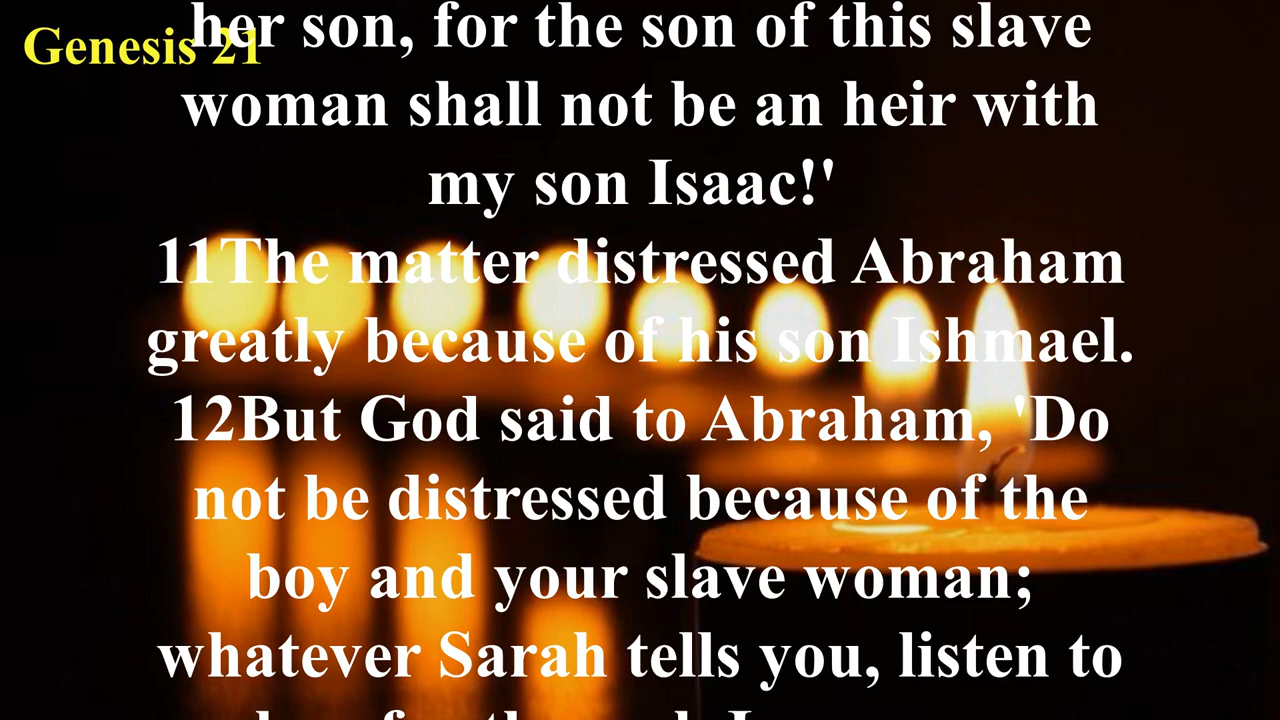 Genesis 21
her son, for the son of this slave
woman shall not be an heir with
my son Isaac!'
11The matter distressed Abraham
greatly because of his son Ishmael.
12But God said to Abraham, 'Do
not be distressed because of the
boy and your slave woman;
whatever Sarah tells you, listen to